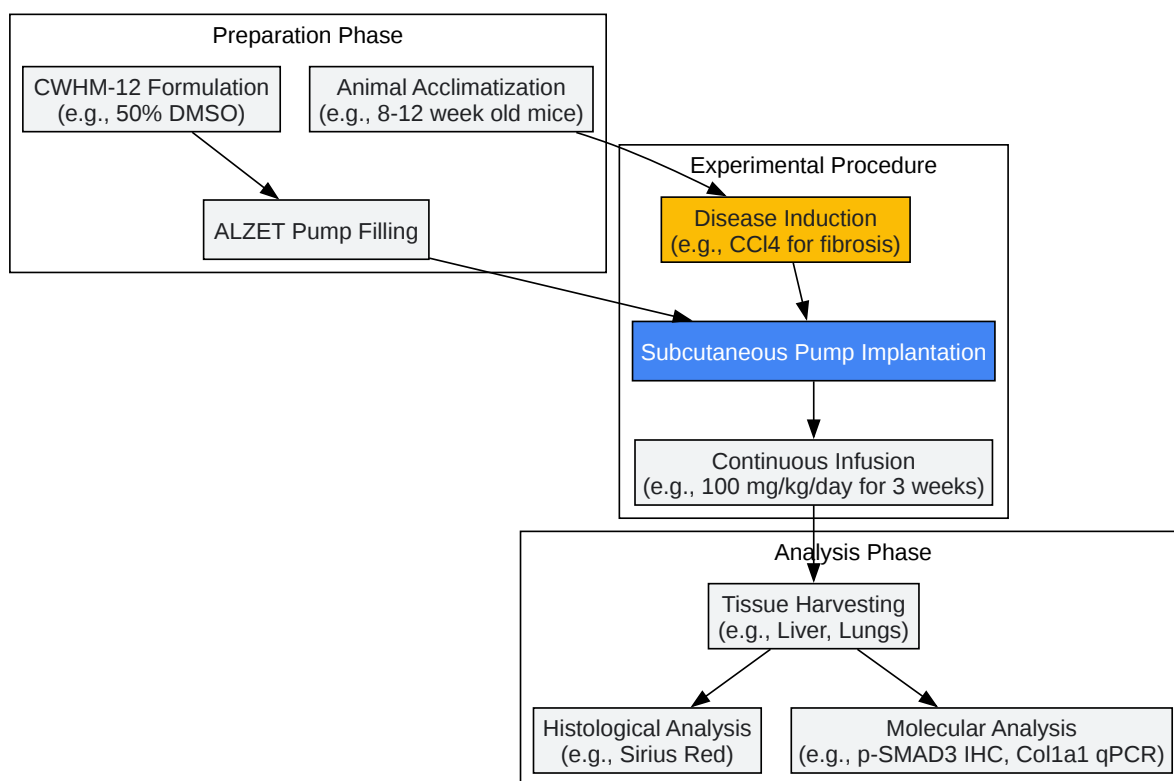 Preparation Phase
CWHM-12 Formulation
(e.g., 50% DMSO)
Animal Acclimatization
(e.g., 8-12 week old mice)
ALZET Pump Filling
Experimental Procedure
Disease Induction
(e.g., CCl4 for fibrosis)
Subcutaneous Pump Implantation
Continuous Infusion
(e.g., 100 mg/kg/day for 3 weeks)
Analysis Phase
Tissue Harvesting
(e.g., Liver, Lungs)
Histological Analysis
(e.g., Sirius Red)
Molecular Analysis
(e.g., p-SMAD3 IHC, Col1a1 qPCR)